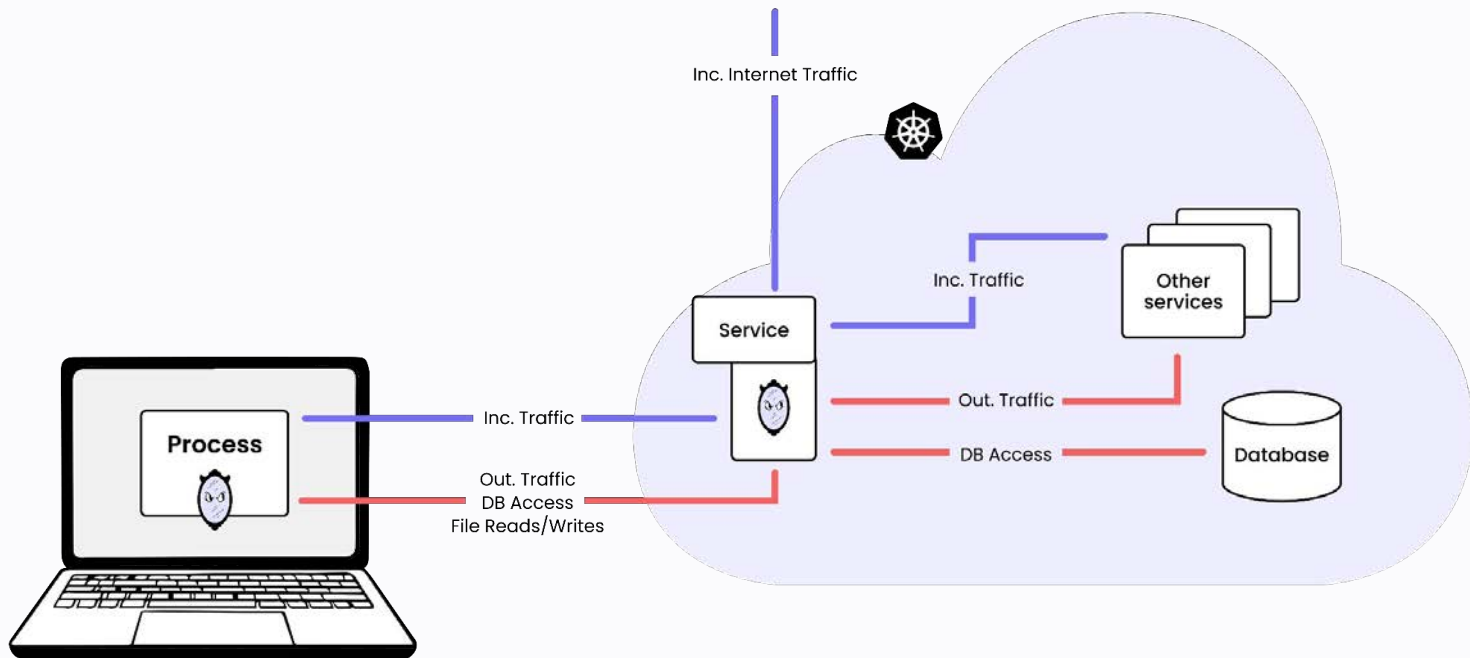 Inc. Internet Traffic
Inc. Traffic
Other
services
Service
Out. Traffic
DB Access
Database
Inc. Traffic
Process
Out. Traffic
DB Access
File Reads/Writes